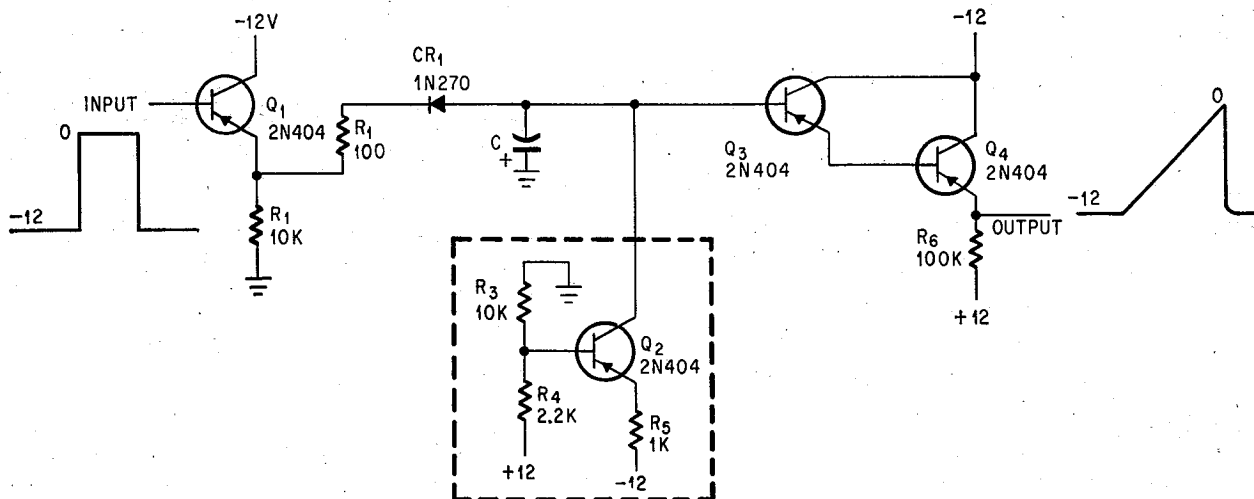 -12V
INPUT
0
-12
Q1
2N404
R1
100
R1
10K
CR1
1N270
C
+
-12
Q3
2N404
Q4
2N404
OUTPUT
R6
100K
+12
-12
0
R3
10K
R4
2.2K
+12
Q2
2N404
R5
1K
-12